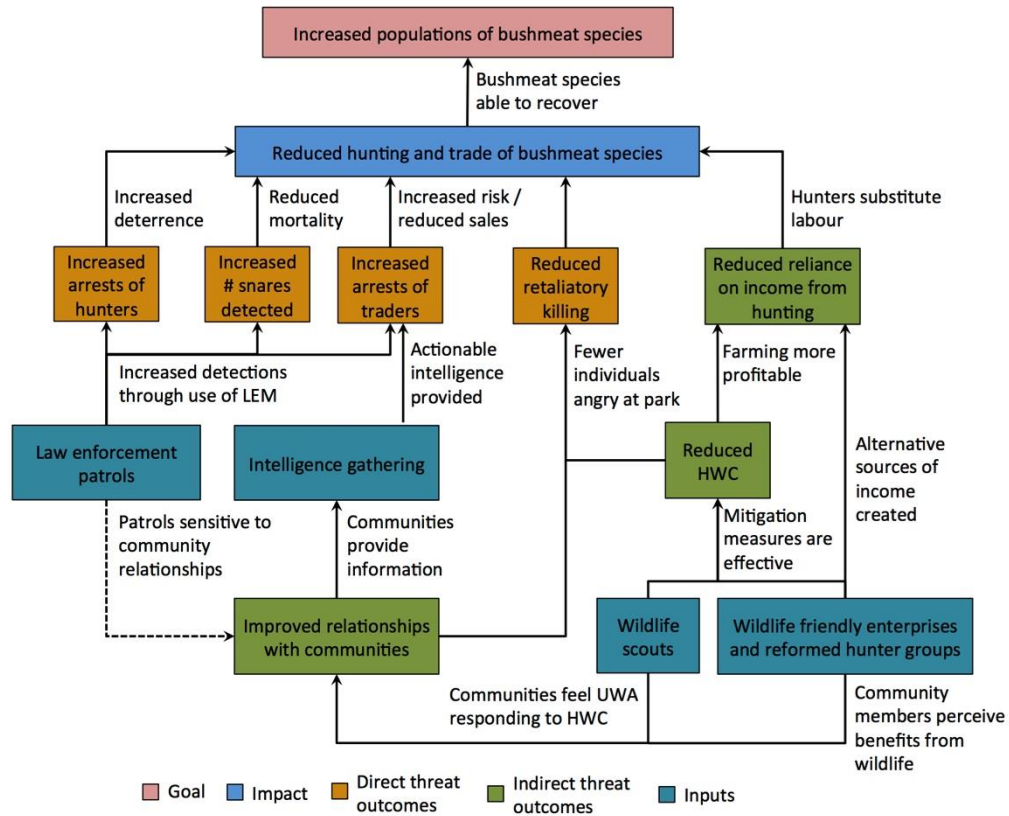 Increased populations of bushmeat species
Bushmeat species
able to recover
Reduced hunting and trade of bushmeat species
Increased
deterrence
Reduced
mortality
Increased risk /
reduced sales
Hunters substitute
labour
Increased
arrests of
hunters
Increased
# snares
detected
Increased
arrests of
traders
Reduced
retaliatory
killing
Reduced reliance
on income from
hunting
Increased detections
through use of LEM
Actionable
intelligence
provided
Fewer
individuals
angry at park
Farming more
profitable
Law enforcement
patrols
Intelligence gathering
Reduced
HWC
Alternative
sources of
income
created
Patrols sensitive to
community
relationships
Communities
provide
information
Mitigation
measures are
effective
Improved relationships
with communities
Wildlife
scouts
Wildlife friendly enterprises
and reformed hunter groups
Communities feel UWA
responding to HWC
Community
members perceive
benefits from
wildlife
Goal
Impact
Direct threat
outcomes
Indirect threat
outcomes
Inputs